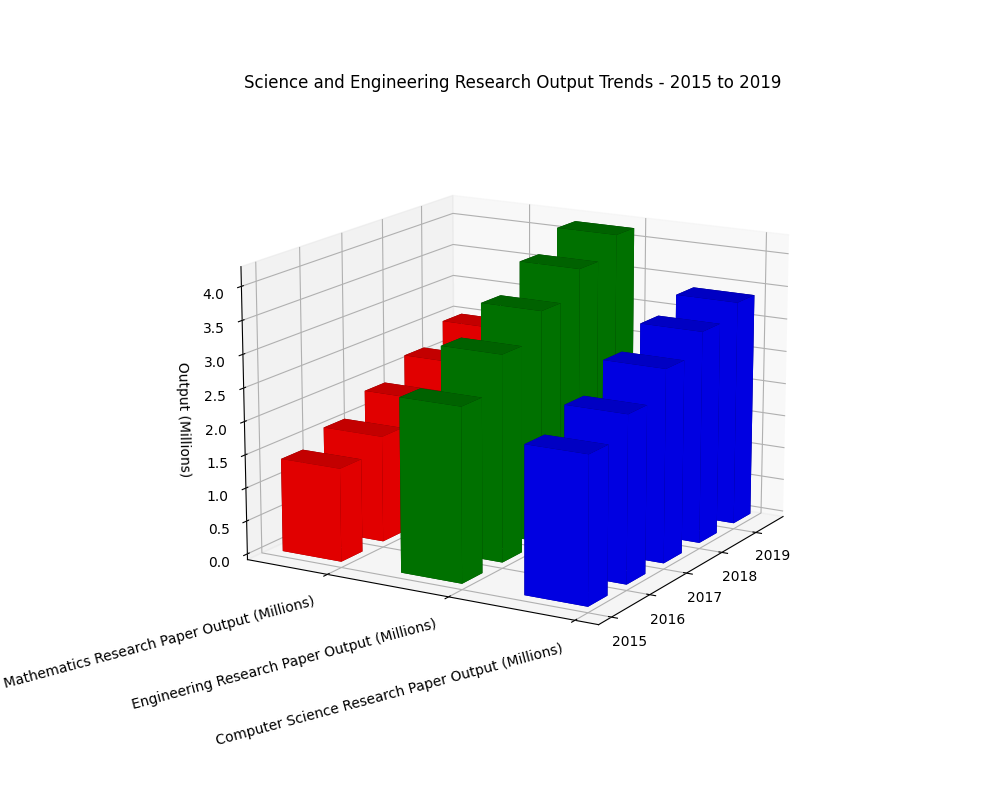 Science and Engineering Research Output Trends - 2015 to 2019
4.0
3.5
3.0
2.5
2.0
1.5
1.0
0.5
0.0
Output (Millions)
Mathematics Research Paper Output (Millions)
Engineering Research Paper Output (Millions)
Computer Science Research Paper Output (Millions)
2015
2016
2017
2018
2019